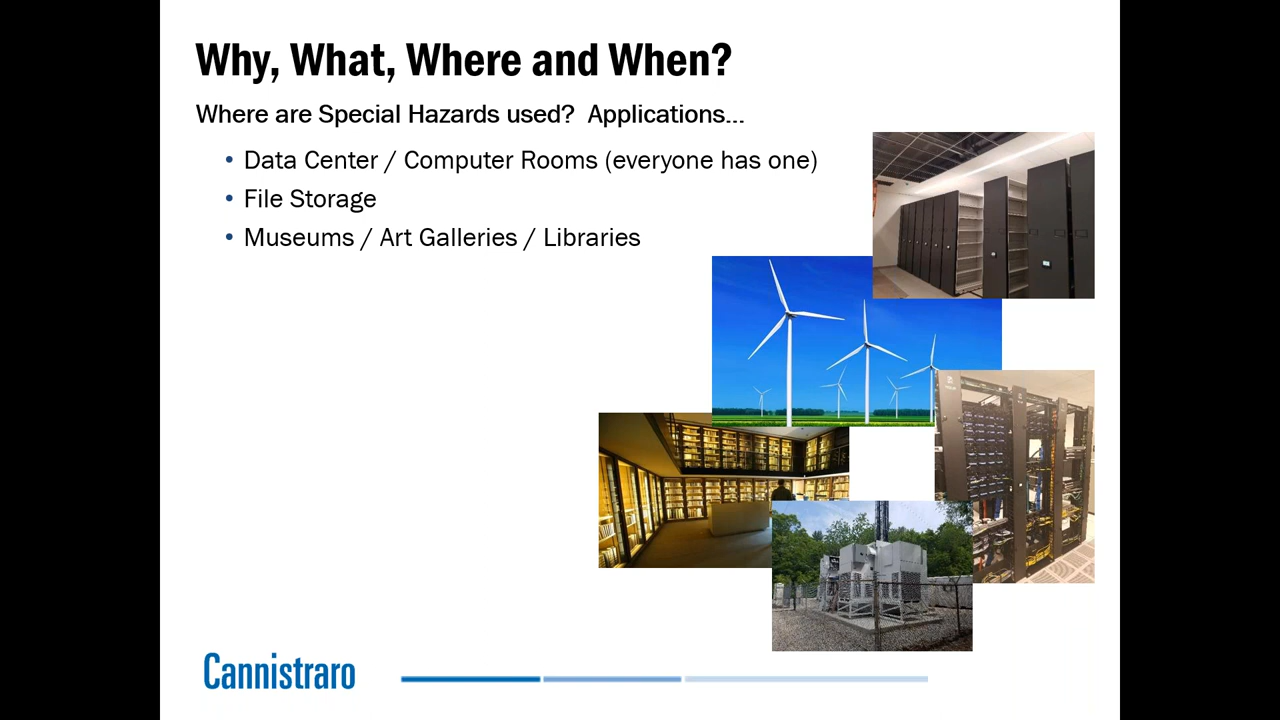 Why, What, Where and When?
Where are Special Hazards used?  Applications...
• Data Center / Computer Rooms (everyone has one)
• File Storage
• Museums / Art Galleries / Libraries
Cannistraro